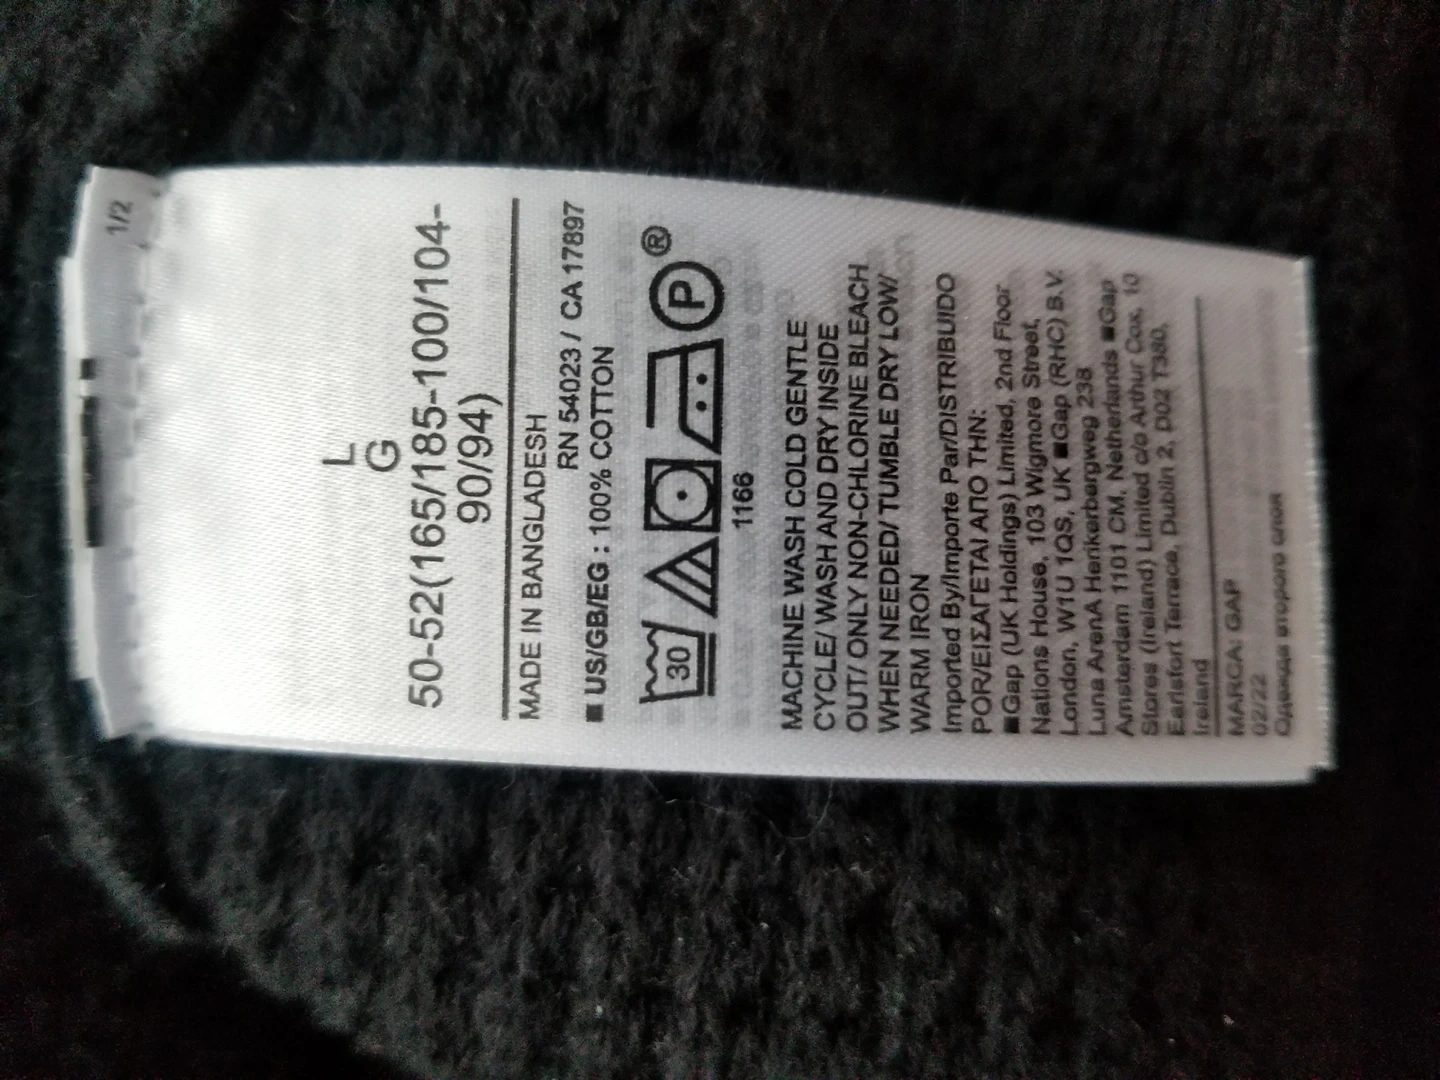 1/2
L
G
50-52(165/185-100/104-
90/94)
MADE IN BANGLADESH
RN 54023 / CA 17897
■ US/GB/EG : 100% COTTON
30 P ®
1166
MACHINE WASH COLD GENTLE
CYCLE/ WASH AND DRY INSIDE
OUT/ ONLY NON-CHLORINE BLEACH
WHEN NEEDED/ TUMBLE DRY LOW/
WARM IRON
Imported By/Importe Par/DISTRIBUIDO
POR/ΕΙΣΑΓΕΤΑΙ ΑΠΟ ΤΗΝ:
■Gap (UK Holdings) Limited, 2nd Floor
Nations House, 103 Wigmore Street,
London, W1U 1QS, UK ■Gap (RHC) B.V.
Luna ArenA Herikerbergweg 238
Amsterdam 1101 CM, Netherlands ■Gap
Stores (Ireland) Limited c/o Arthur Cox, 10
Earlsfort Terrace, Dublin 2, D02 T380,
Ireland
MARCA: GAP
02/22
Одежда второго слоя